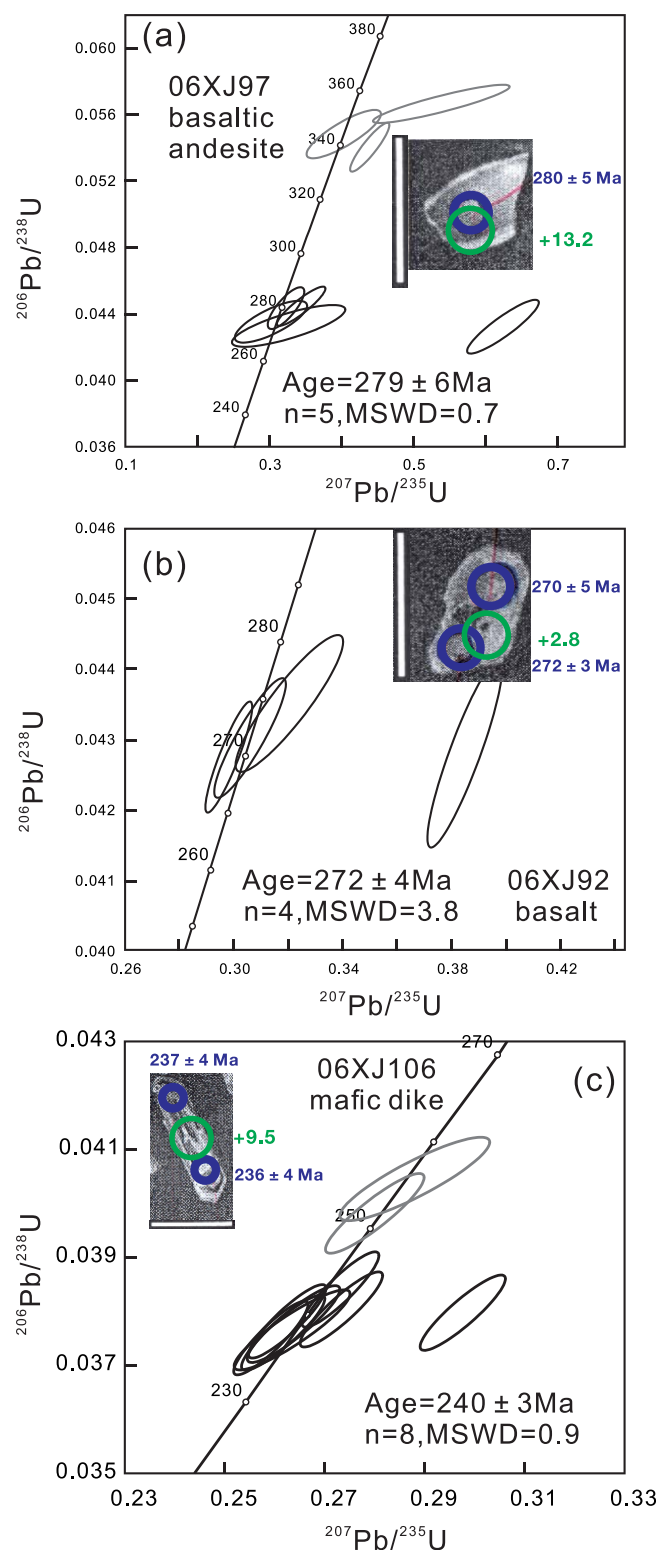 (a)
06XJ97
basaltic
andesite
280 ± 5 Ma
+13.2
380
360
340
320
300
280
260
240
Age=279 ± 6Ma
n=5,MSWD=0.7
0.060
0.056
0.052
0.048
0.044
0.040
0.036
206Pb/238U
0.1
0.3
0.5
0.7
207Pb/235U
(b)
270 ± 5 Ma
+2.8
272 ± 3 Ma
280
270
260
Age=272 ± 4Ma
n=4,MSWD=3.8
06XJ92
basalt
0.046
0.045
0.044
0.043
0.042
0.041
0.040
206Pb/238U
0.26
0.30
0.34
0.38
0.42
207Pb/235U
(c)
237 ± 4 Ma
+9.5
236 ± 4 Ma
06XJ106
mafic dike
270
250
230
Age=240 ± 3Ma
n=8,MSWD=0.9
0.043
0.041
0.039
0.037
0.035
206Pb/238U
0.23
0.25
0.27
0.29
0.31
0.33
207Pb/235U